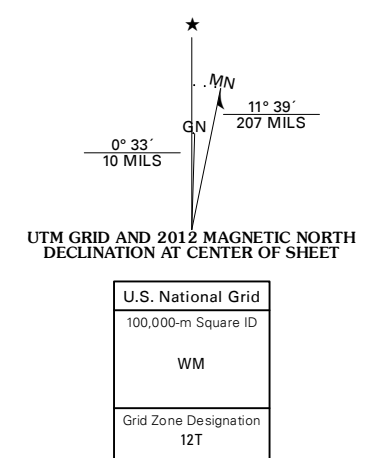 ★
MN
GN
11° 39´
207 MILS
0° 33´
10 MILS
UTM GRID AND 2012 MAGNETIC NORTH
DECLINATION AT CENTER OF SHEET
U.S. National Grid
100,000-m Square ID
WM
Grid Zone Designation
12T